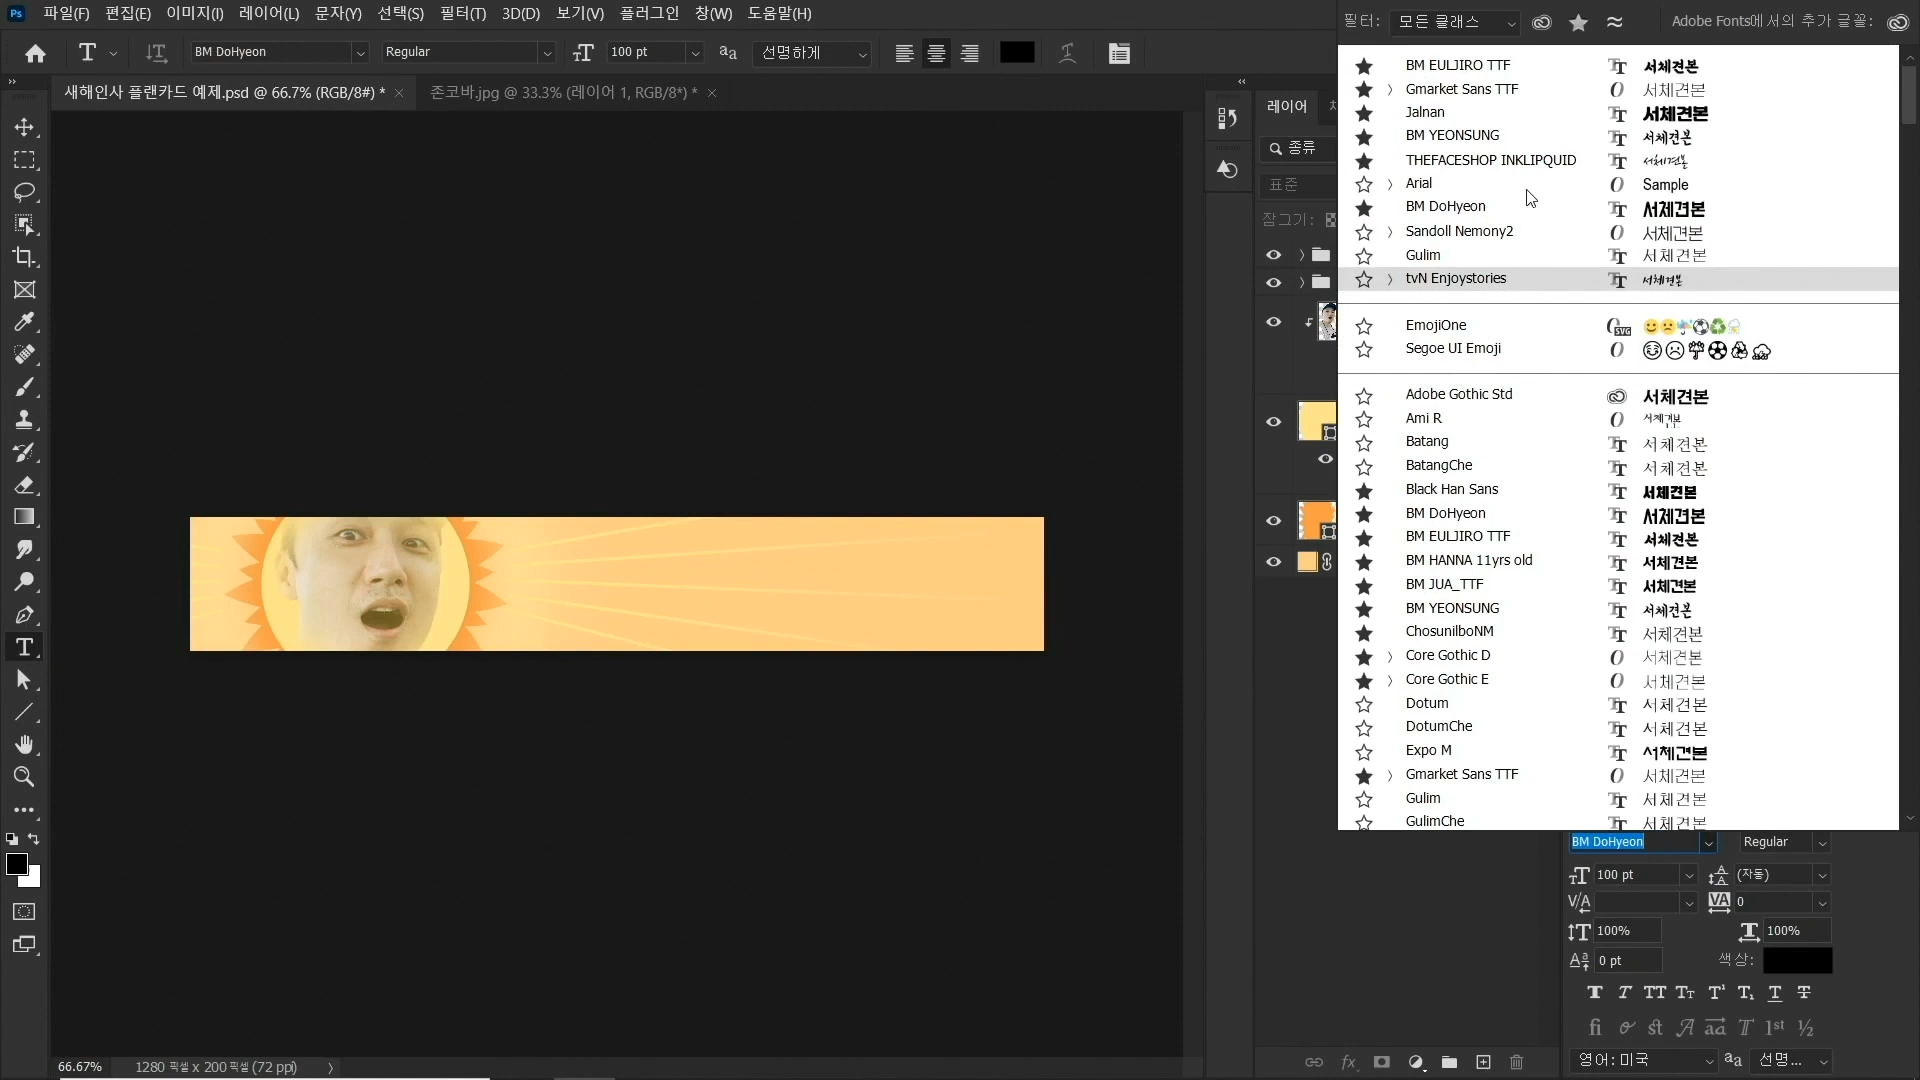 Ps 파일(F) 편집(E) 이미지(I) 레이어(L) 문자(Y) 선택(S) 필터(T) 3D(D) 보기(V) 플러그인 창(W) 도움말(H)
필터: 모든 클래스 Adobe Fonts에서의 추가 글꼴:
BM DoHyeon Regular 100 pt 선명하게
새해인사 플랜카드 예제.psd @ 66.7% (RGB/8#) *
존코바.jpg @ 33.3% (레이어 1, RGB/8*) *
레이어
종류
표준
잠그기:
BM EULJIRO TTF 서체견본
Gmarket Sans TTF 서체견본
Jalnan 서체견본
BM YEONSUNG 서체견본
THEFACESHOP INKLIPQUID 서체견본
Arial Sample
BM DoHyeon 서체견본
Sandoll Nemony2 서체견본
Gulim 서체견본
tvN Enjoystories 서체견본
EmojiOne SVG
Segoe UI Emoji
Adobe Gothic Std 서체견본
Ami R 서체견본
Batang 서체견본
BatangChe 서체견본
Black Han Sans 서체견본
BM DoHyeon 서체견본
BM EULJIRO TTF 서체견본
BM HANNA 11yrs old 서체견본
BM JUA_TTF 서체견본
BM YEONSUNG 서체견본
ChosunilboNM 서체견본
Core Gothic D 서체견본
Core Gothic E 서체견본
Dotum 서체견본
DotumChe 서체견본
Expo M 서체견본
Gmarket Sans TTF 서체견본
Gulim 서체견본
GulimChe 서체견본
BM DoHyeon Regular
100 pt (자동)
0
100% 100%
0 pt 색상:
영어: 미국 선명...
66.67% 1280 픽셀 x 200 픽셀 (72 ppi)